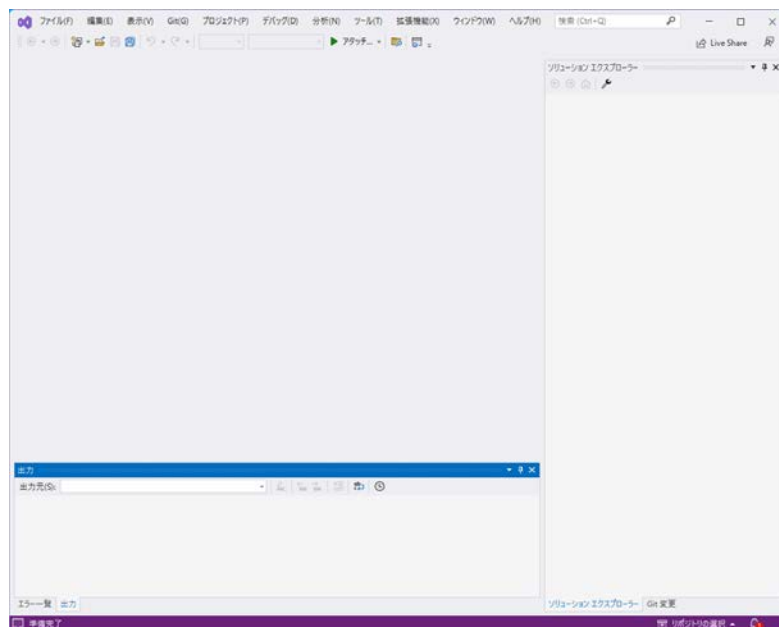 ファイル(F) 編集(E) 表示(V) Git(G) プロジェクト(P) デバッグ(D) 分析(N) ツール(T) 拡張機能(X) ウィンドウ(W) ヘルプ(H) 検索 (Ctrl+Q)
アタッチ... Live Share
ソリューション エクスプローラー
出力
出力元(S):
エラー一覧 出力
ソリューション エクスプローラー Git 変更
準備完了 リポジトリの選択